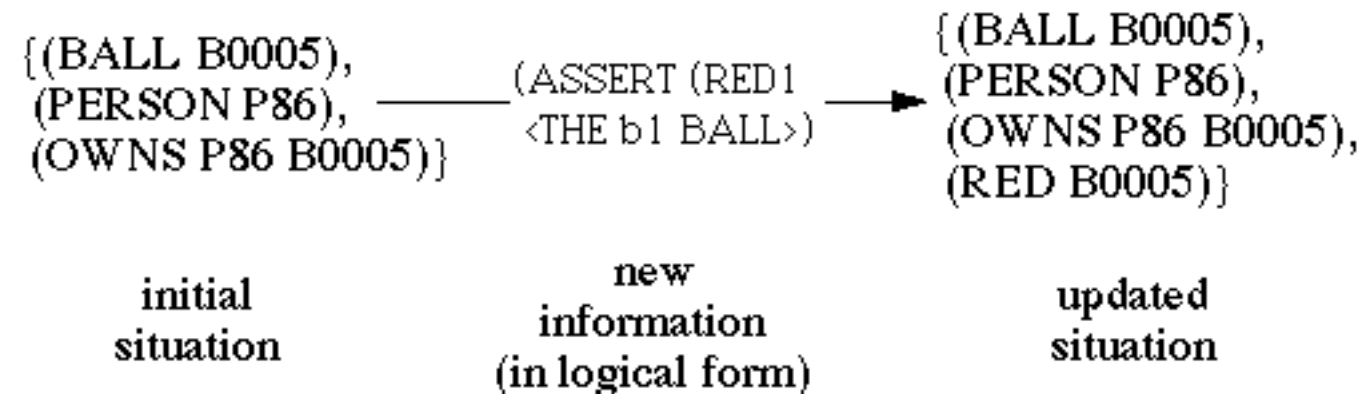 {(BALL B0005),
(PERSON P86),
(OWNS P86 B0005)}
(ASSERT (RED1
<THE b1 BALL>)
{(BALL B0005),
(PERSON P86),
(OWNS P86 B0005),
(RED B0005)}
initial
situation
new
information
(in logical form)
updated
situation